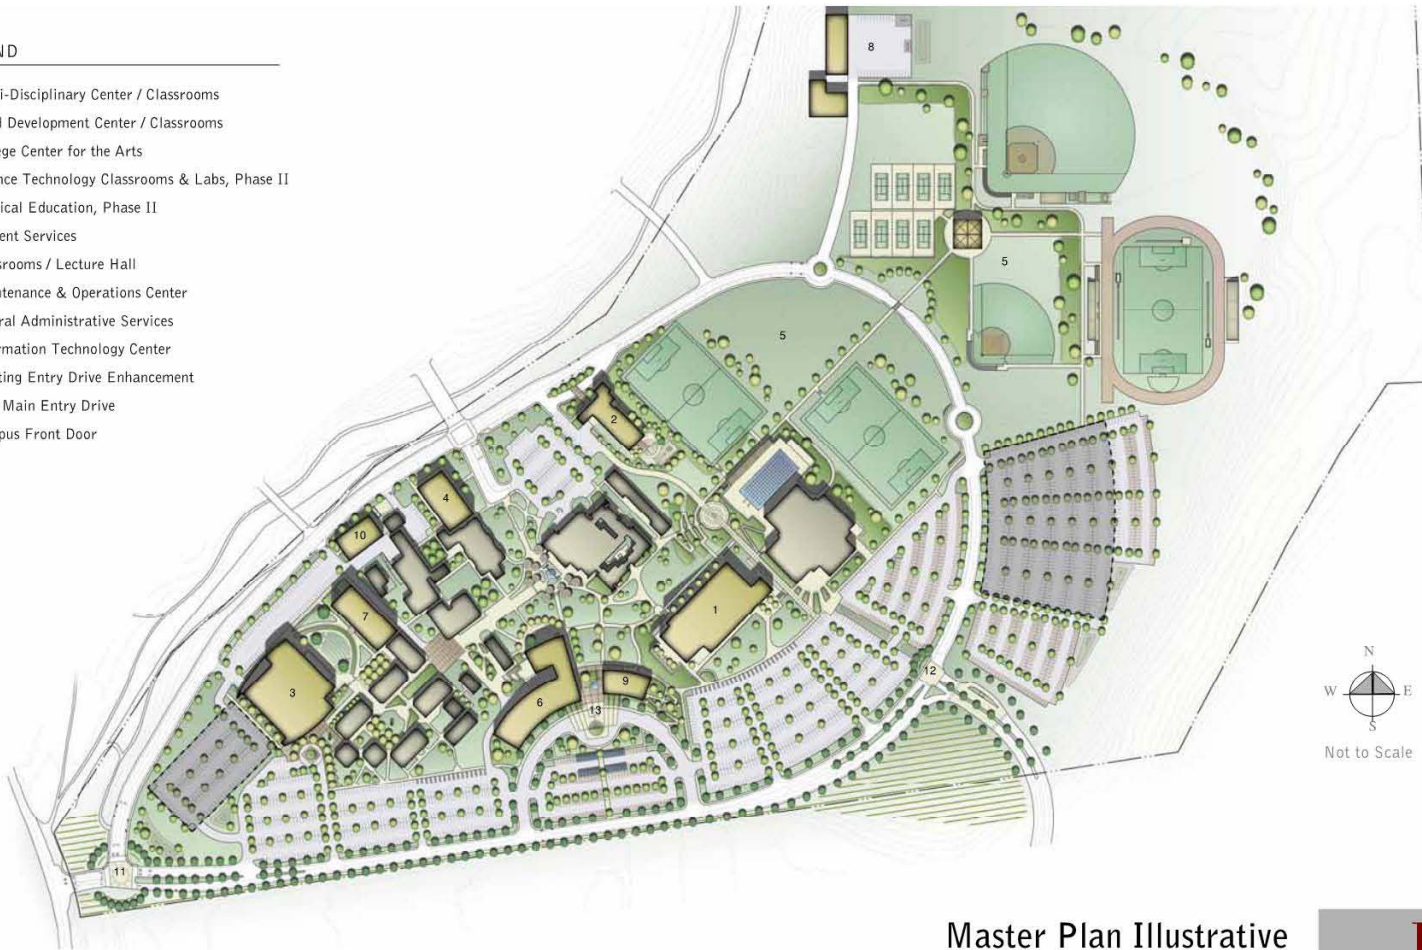 ND
i-Disciplinary Center / Classrooms
d Development Center / Classrooms
ege Center for the Arts
nce Technology Classrooms & Labs, Phase II
ical Education, Phase II
ent Services
srooms / Lecture Hall
ntenance & Operations Center
ral Administrative Services
rmation Technology Center
ting Entry Drive Enhancement
Main Entry Drive
pus Front Door
8
5
5
2
4
10
1
7
12
9
3
6
13
11
N
W E
S
Not to Scale
Master Plan Illustrative